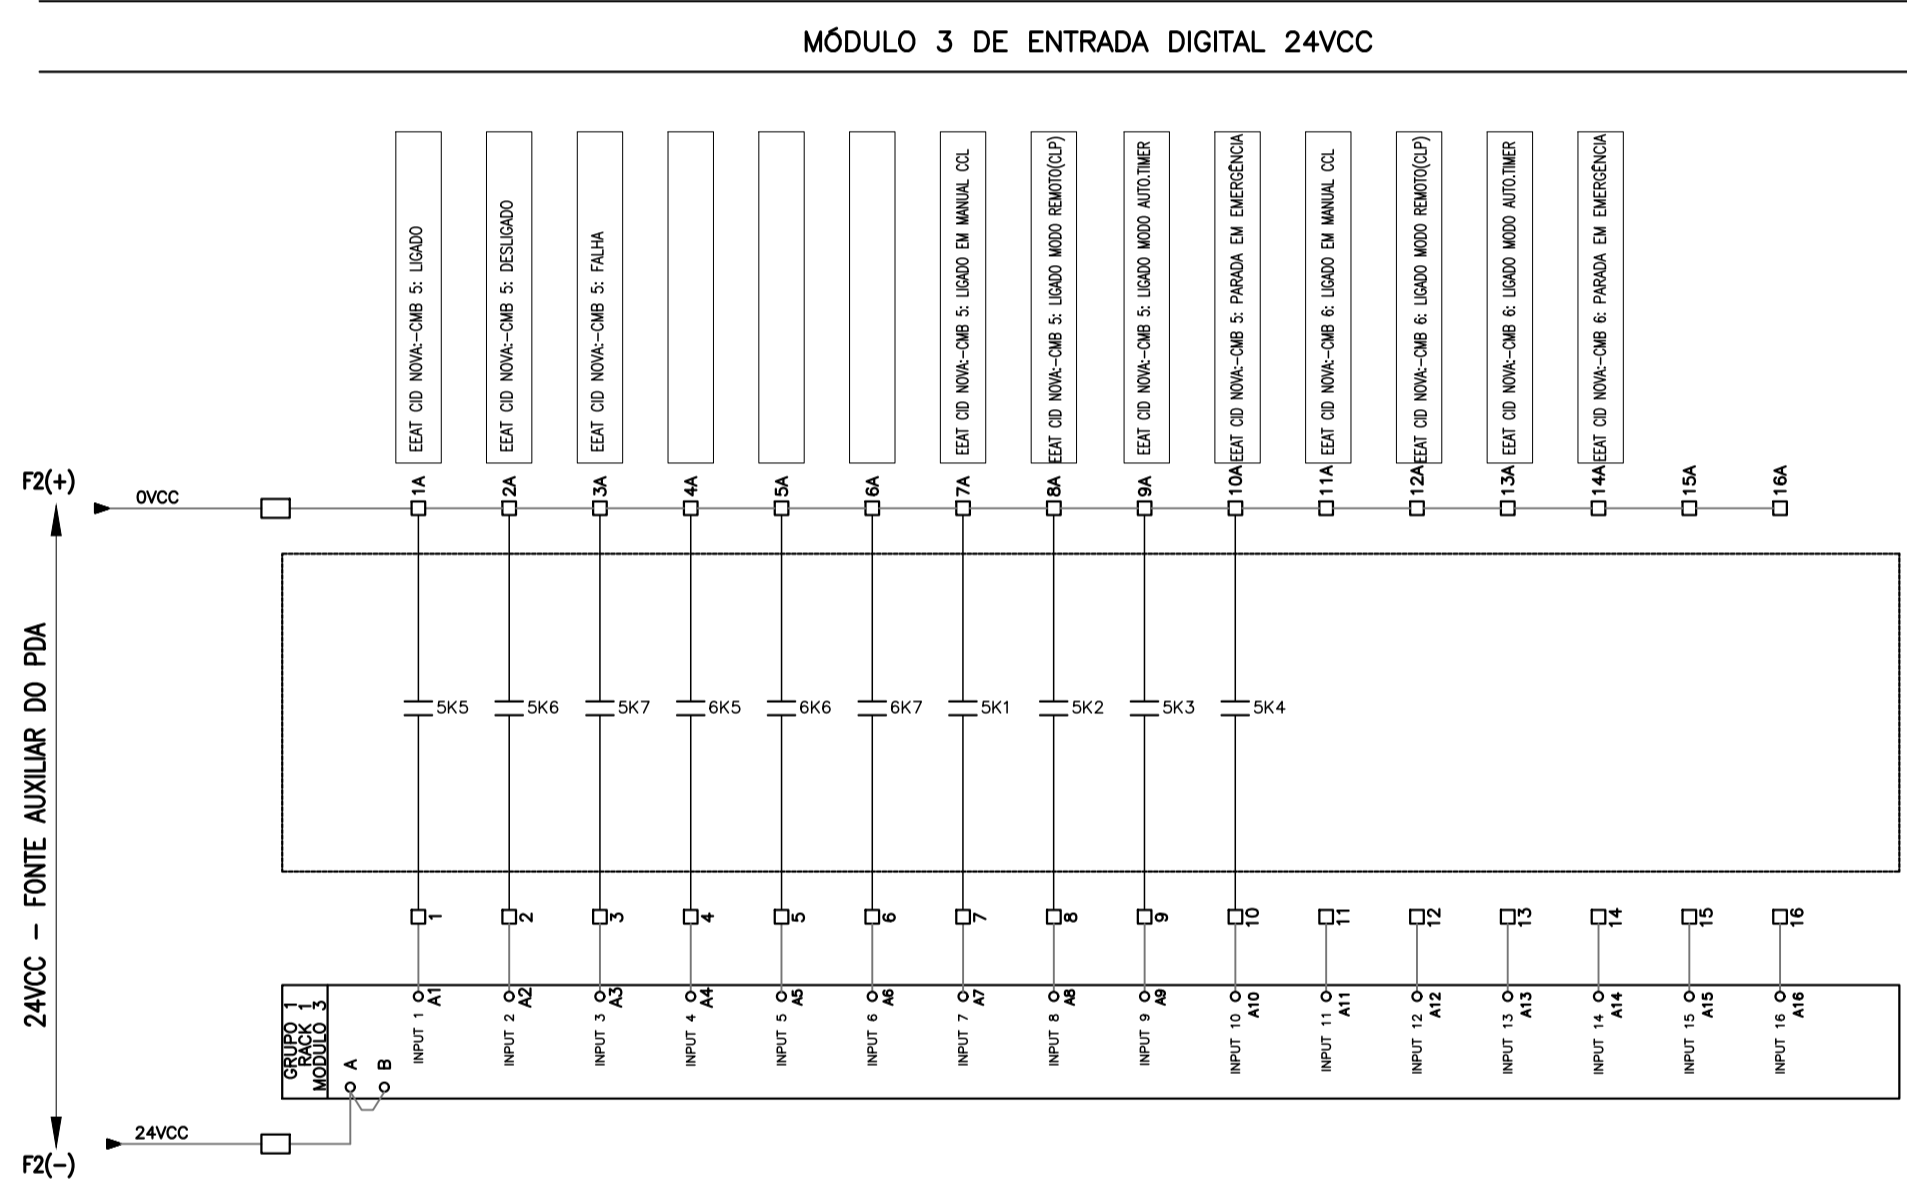 MÓDULO 3 DE ENTRADA DIGITAL 24VCC
EEAT CID NOVA:-CMB 5: LIGADO
EEAT CID NOVA:-CMB 5: DESLIGADO
EEAT CID NOVA:-CMB 5: FALHA
EEAT CID NOVA:-CMB 5: LIGADO EM MANUAL CCL
EEAT CID NOVA:-CMB 5: LIGADO MODO REMOTO(CLP)
EEAT CID NOVA:-CMB 5: LIGADO MODO AUTO.TIMER
EEAT CID NOVA:-CMB 5: PARADA EM EMERGÊNCIA
EEAT CID NOVA:-CMB 6: LIGADO EM MANUAL CCL
EEAT CID NOVA:-CMB 6: LIGADO MODO REMOTO(CLP)
EEAT CID NOVA:-CMB 6: LIGADO MODO AUTO.TIMER
EEAT CID NOVA:-CMB 6: PARADA EM EMERGÊNCIA
F2(+)
0VCC
1A
2A
3A
4A
5A
6A
7A
8A
9A
10A
11A
12A
13A
14A
15A
16A
24VCC - FONTE AUXILIAR DO PDA
5K5
5K6
5K7
6K5
6K6
6K7
5K1
5K2
5K3
5K4
1
2
3
4
5
6
7
8
9
10
11
12
13
14
15
16
GRUPO 1
RACK 1
MODULO 3
A
B
INPUT 1
A1
INPUT 2
A2
INPUT 3
A3
INPUT 4
A4
INPUT 5
A5
INPUT 6
A6
INPUT 7
A7
INPUT 8
A8
INPUT 9
A9
INPUT 10
A10
INPUT 11
A11
INPUT 12
A12
INPUT 13
A13
INPUT 14
A14
INPUT 15
A15
INPUT 16
A16
24VCC
F2(-)